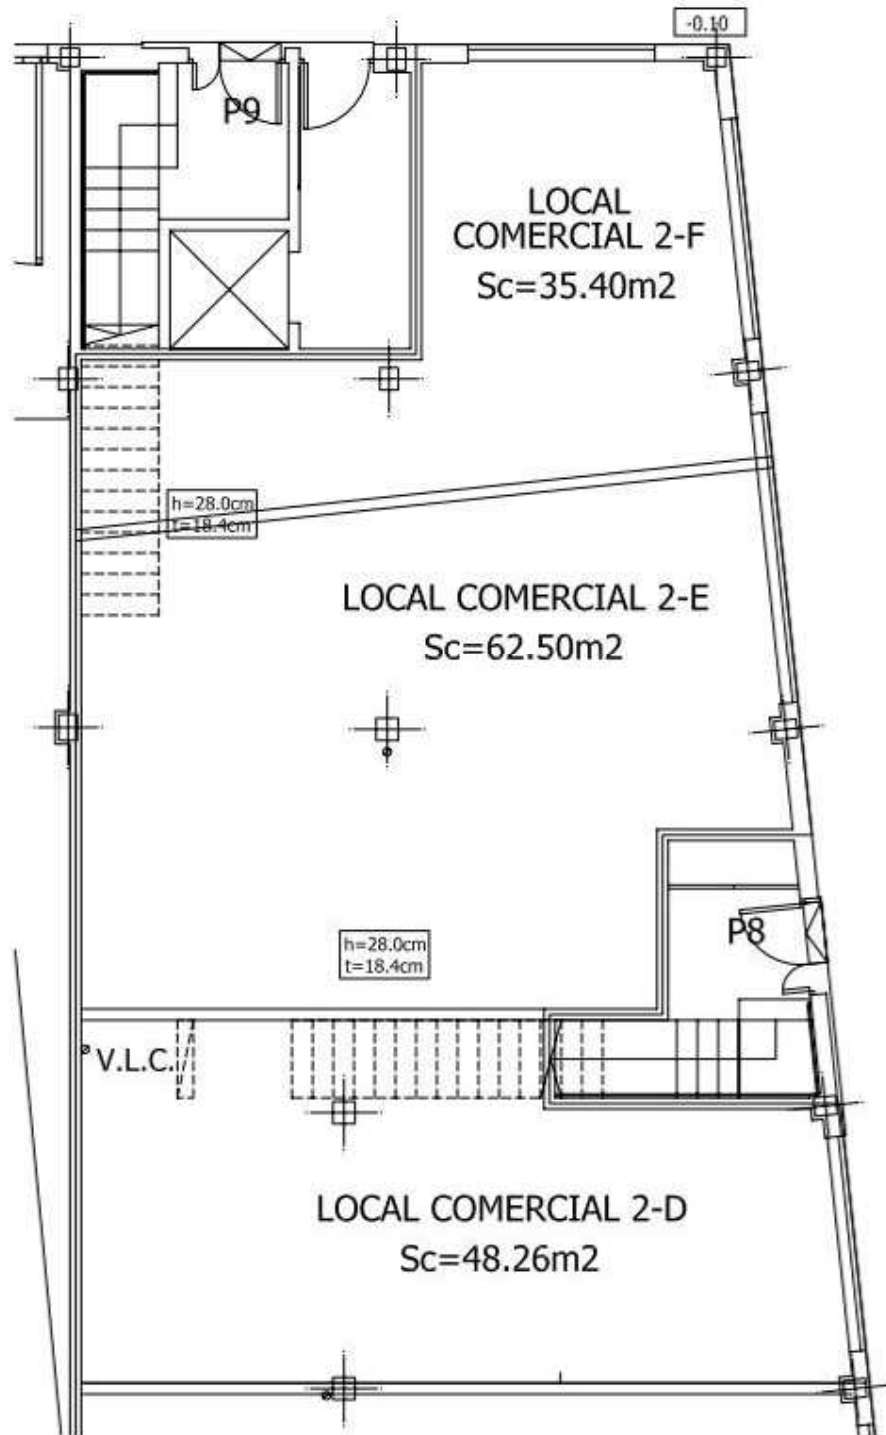 -0.10
P9
LOCAL
COMERCIAL 2-F
Sc=35.40m2
h=28.0cm
t=18.4cm
LOCAL COMERCIAL 2-E
Sc=62.50m2
P8
h=28.0cm
t=18.4cm
V.L.C.
LOCAL COMERCIAL 2-D
Sc=48.26m2